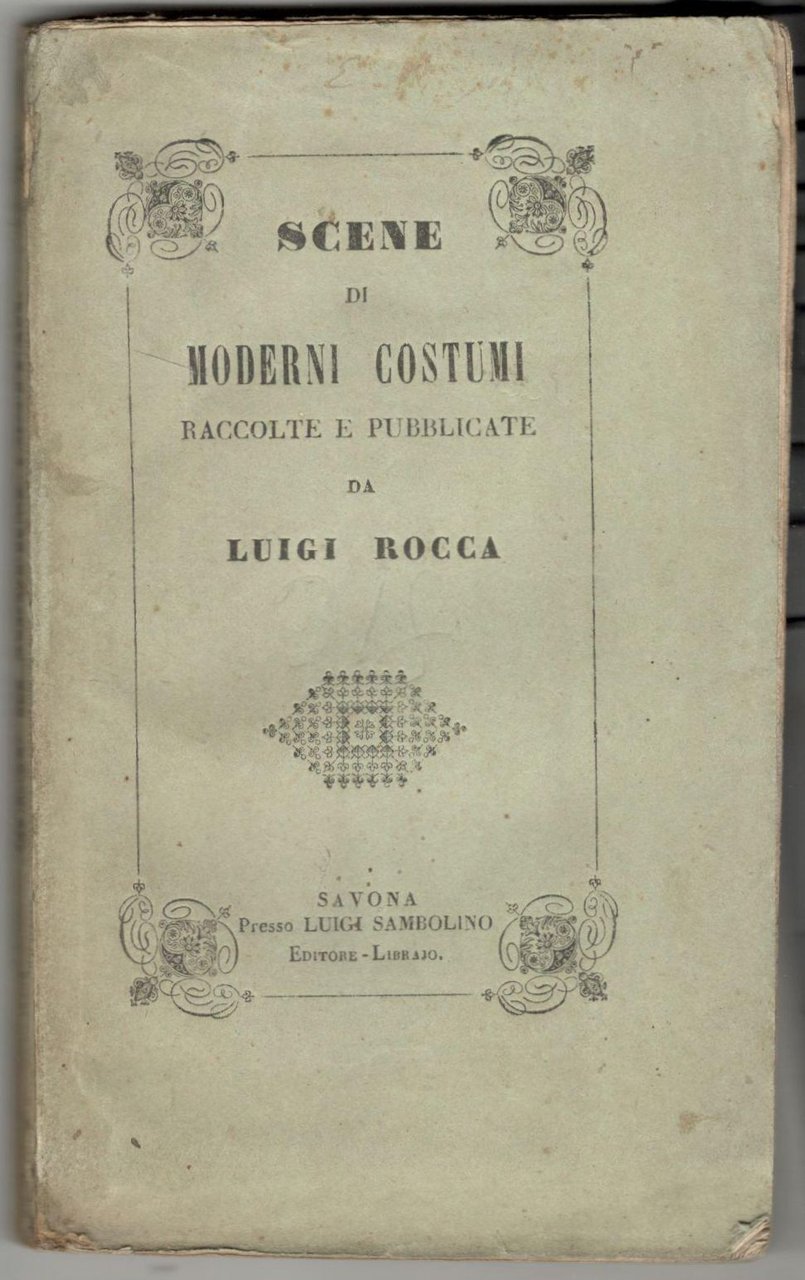 SCENE
DI
MODERNI COSTUMI
RACCOLTE E PUBBLICATE
DA
LUIGI ROCCA
SAVONA
Presso LUIGI SAMBOLINO
EDITORE-LIBRAJO.